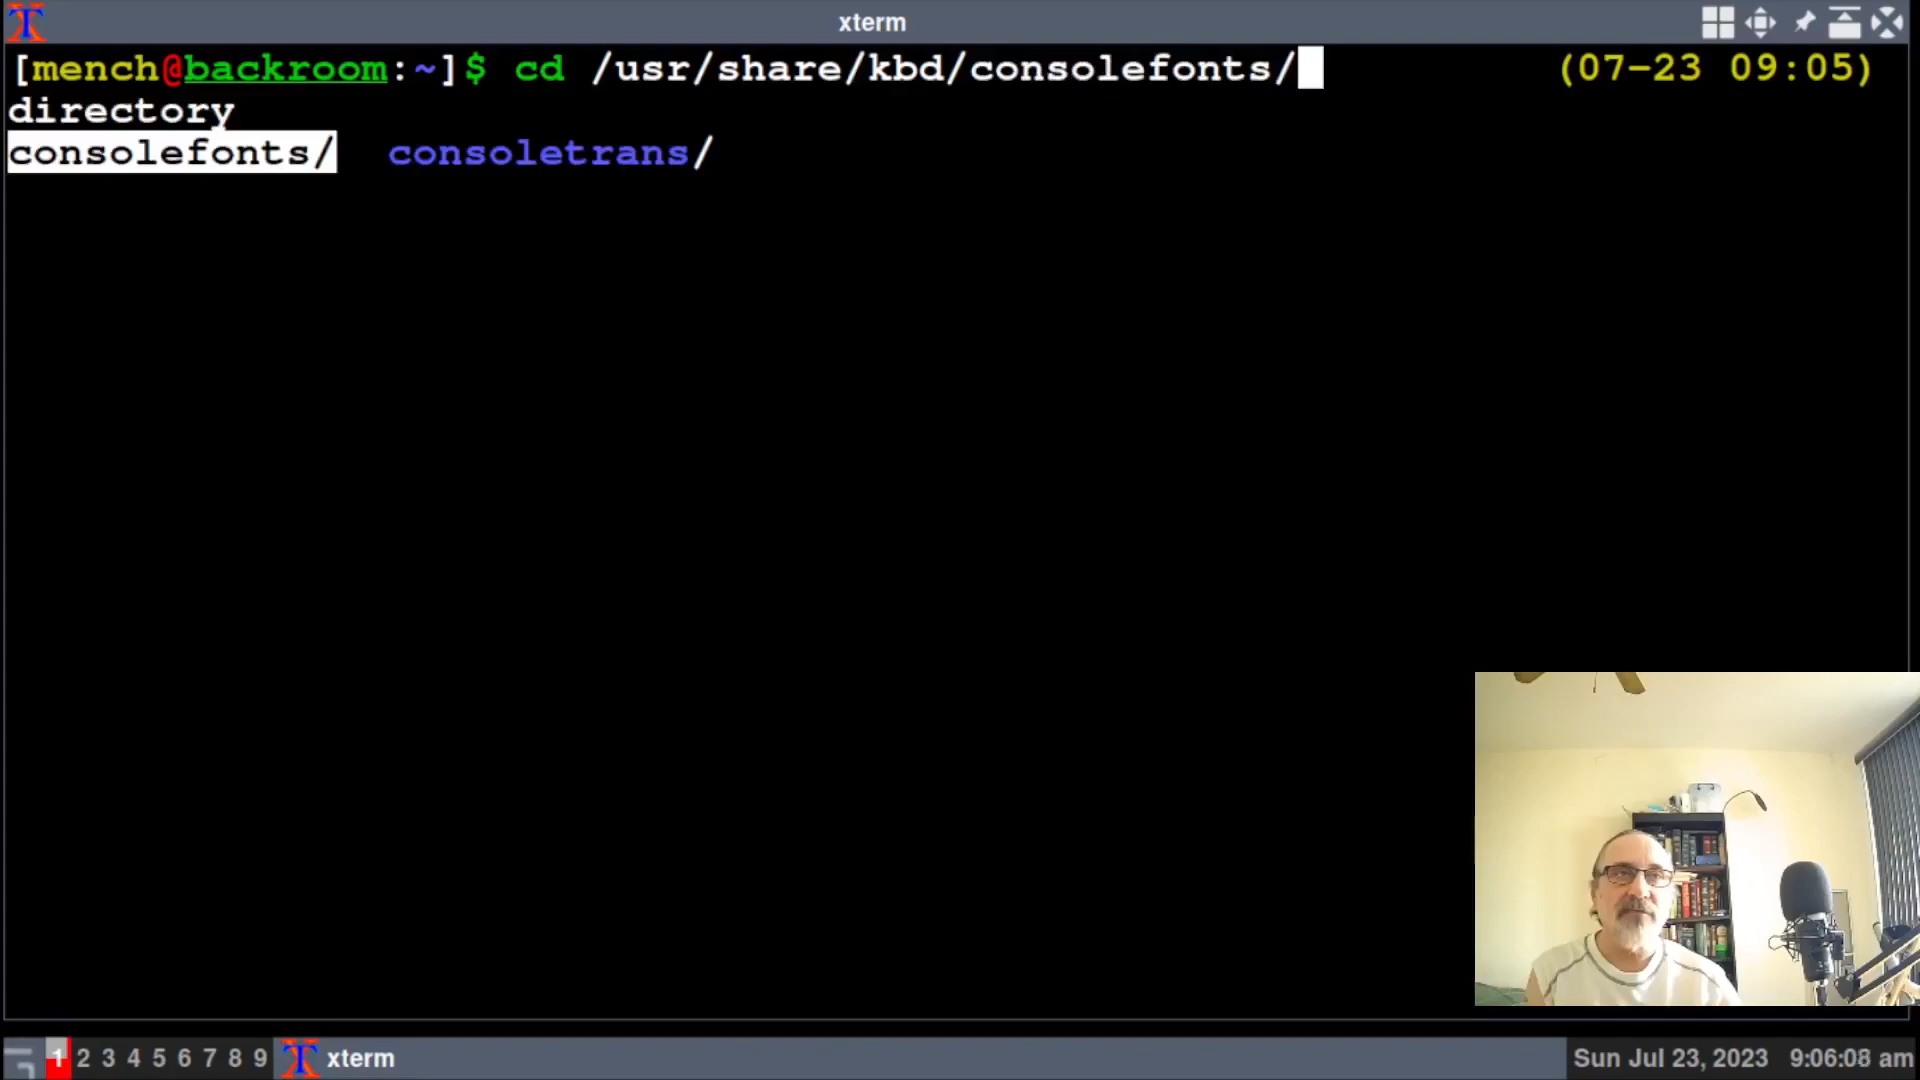 xterm
[mench@backroom:~]$ cd /usr/share/kbd/consolefonts/ (07-23 09:05)
directory
consolefonts/ consoletrans/
1 2 3 4 5 6 7 8 9 xterm Sun Jul 23, 2023 9:06:08 am